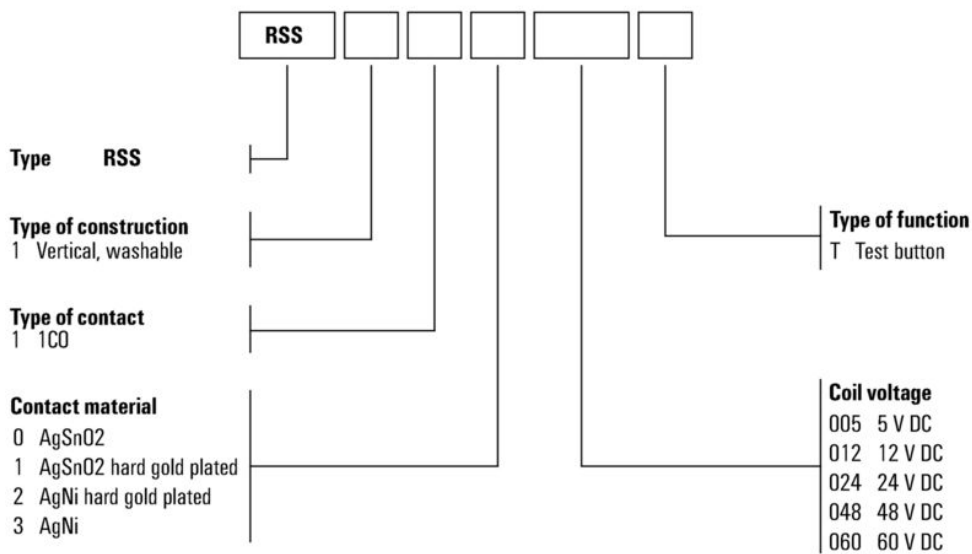 RSS
Type RSS
Type of construction
1 Vertical, washable
Type of contact
1 1CO
Contact material
0 AgSnO2
1 AgSnO2 hard gold plated
2 AgNi hard gold plated
3 AgNi
Type of function
T Test button
Coil voltage
005 5 V DC
012 12 V DC
024 24 V DC
048 48 V DC
060 60 V DC